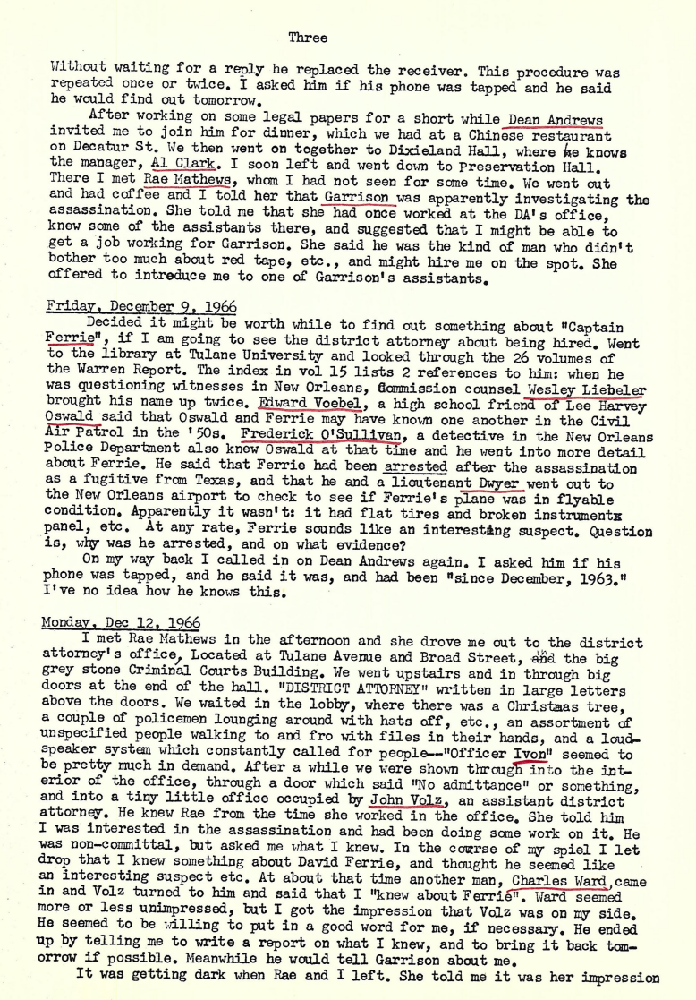 Three
Without waiting for a reply he replaced the receiver. This procedure was
repeated once or twice. I asked him if his phone was tapped and he said
he would find out tomorrow.
After working on some legal papers for a short while Dean Andrews
invited me to join him for dinner, which we had at a Chinese restaurant
on Decatur St. We then went on together to Dixieland Hall, where he knows
the manager, Al Clark. I soon left and went down to Preservation Hall.
There I met Rae Mathews, whom I had not seen for some time. We went out
and had coffee and I told her that Garrison was apparently investigating the
assassination. She told me that she had once worked at the DA's office,
knew some of the assistants there, and suggested that I might be able to
get a job working for Garrison. She said he was the kind of man who didn't
bother too much about red tape, etc., and might hire me on the spot. She
offered to introduce me to one of Garrison's assistants.
Friday, December 9, 1966
Decided it might be worth while to find out something about "Captain
Ferrie", if I am going to see the district attorney about being hired. Went
to the library at Tulane University and looked through the 26 volumes of
the Warren Report. The index in vol 15 lists 2 references to him: when he
was questioning witnesses in New Orleans, Commission counsel Wesley Liebeler
brought his name up twice. Edward Voebel, a high school friend of Lee Harvey
Oswald said that Oswald and Ferrie may have known one another in the Civil
Air Patrol in the '50s. Frederick O'Sullivan, a detective in the New Orleans
Police Department also knew Oswald at that time and he went into more detail
about Ferrie. He said that Ferrie had been arrested after the assassination
as a fugitive from Texas, and that he and a lieutenant Dwyer went out to
the New Orleans airport to check to see if Ferrie's plane was in flyable
condition. Apparently it wasn't: it had flat tires and broken instrumentx
panel, etc. At any rate, Ferrie sounds like an interesting suspect. Question
is, why was he arrested, and on what evidence?
On my way back I called in on Dean Andrews again. I asked him if his
phone was tapped, and he said it was, and had been "since December, 1963."
I've no idea how he knows this.
Monday, Dec 12, 1966
I met Rae Mathews in the afternoon and she drove me out to the district
attorney's office, Located at Tulane Avenue and Broad Street, and the big
grey stone Criminal Courts Building. We went upstairs and in through big
doors at the end of the hall. "DISTRICT ATTORNEY" written in large letters
above the doors. We waited in the lobby, where there was a Christmas tree,
a couple of policemen lounging around with hats off, etc., an assortment of
unspecified people walking to and fro with files in their hands, and a loud-
speaker system which constantly called for people--"Officer Ivon" seemed to
be pretty much in demand. After a while we were shown through into the int-
erior of the office, through a door which said "No admittance" or something,
and into a tiny little office occupied by John Volz, an assistant district
attorney. He knew Rae from the time she worked in the office. She told him
I was interested in the assassination and had been doing some work on it. He
was non-committal, but asked me what I knew. In the course of my spiel I let
drop that I knew something about David Ferrie, and thought he seemed like
an interesting suspect etc. At about that time another man, Charles Ward, came
in and Volz turned to him and said that I "knew about Ferrie". Ward seemed
more or less unimpressed, but I got the impression that Volz was on my side.
He seemed to be willing to put in a good word for me, if necessary. He ended
up by telling me to write a report on what I knew, and to bring it back tom-
orrow if possible. Meanwhile he would tell Garrison about me.
It was getting dark when Rae and I left. She told me it was her impression